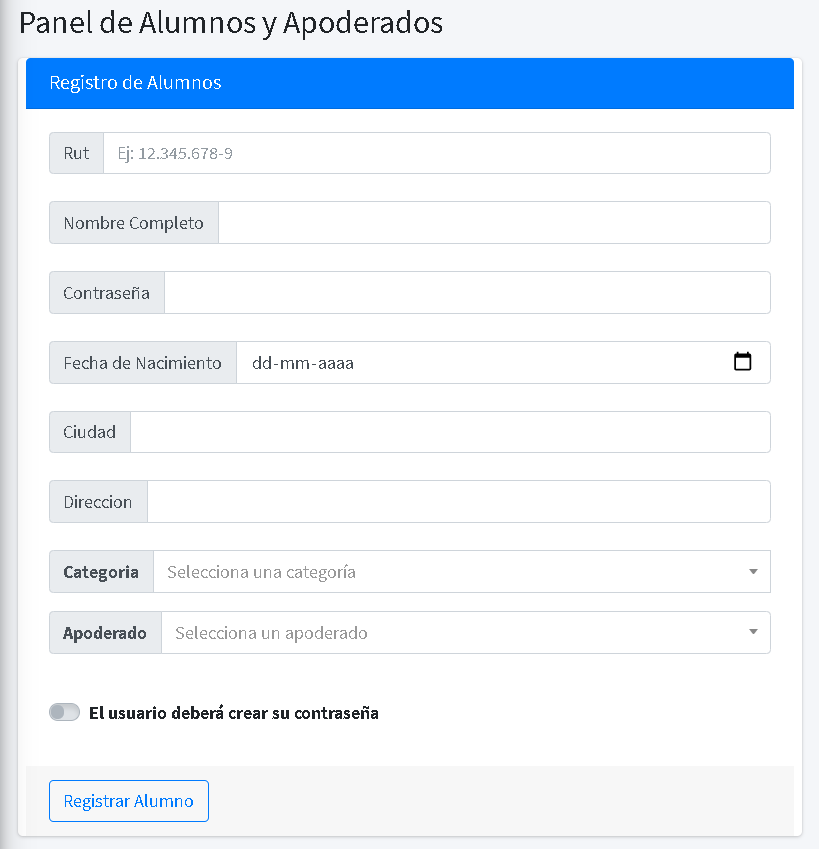 Panel de Alumnos y Apoderados
Registro de Alumnos
Rut Ej: 12.345.678-9
Nombre Completo
Contraseña
Fecha de Nacimiento dd-mm-aaaa
Ciudad
Direccion
Categoria Selecciona una categoría
Apoderado Selecciona un apoderado
El usuario deberá crear su contraseña
Registrar Alumno